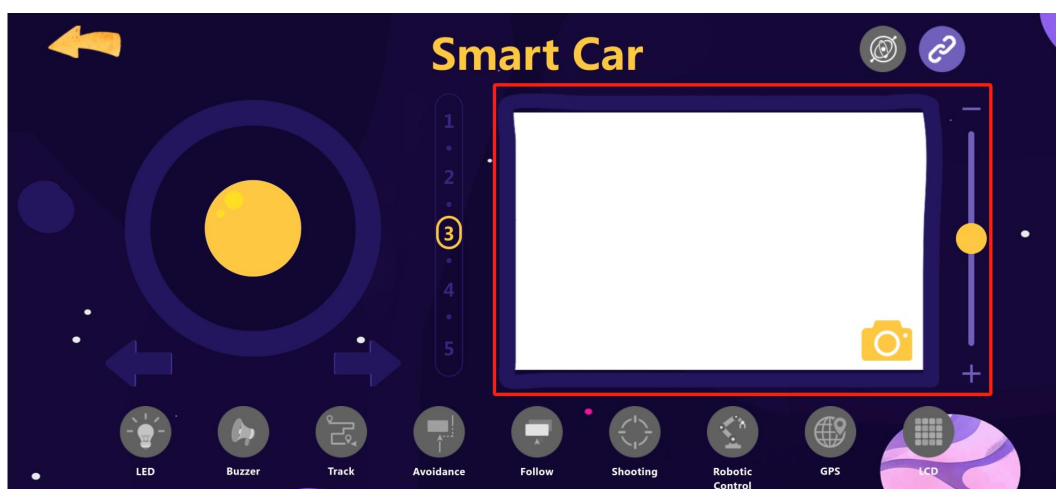 Smart Car
1
2
3
4
5
−
+
LED
Buzzer
Track
Avoidance
Follow
Shooting
Robotic
Control
GPS
LCD